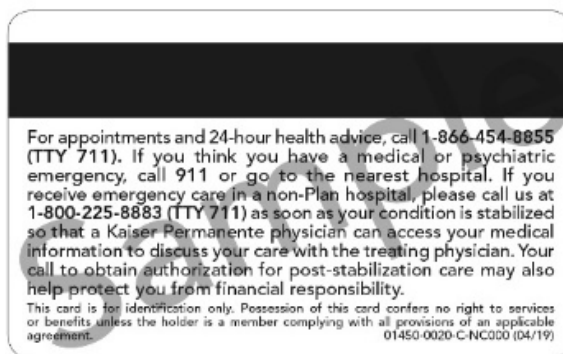 For appointments and 24-hour health advice, call 1-866-454-8855
(TTY 711). If you think you have a medical or psychiatric
emergency, call 911 or go to the nearest hospital. If you
receive emergency care in a non-Plan hospital, please call us at
1-800-225-8883 (TTY 711) as soon as your condition is stabilized
so that a Kaiser Permanente physician can access your medical
information to discuss your care with the treating physician. Your
call to obtain authorization for post-stabilization care may also
help protect you from financial responsibility.
This card is for identification only. Possession of this card confers no right to services
or benefits unless the holder is a member complying with all provisions of an applicable
agreement. 01450-0020-C-NC000 (04/19)
Sample